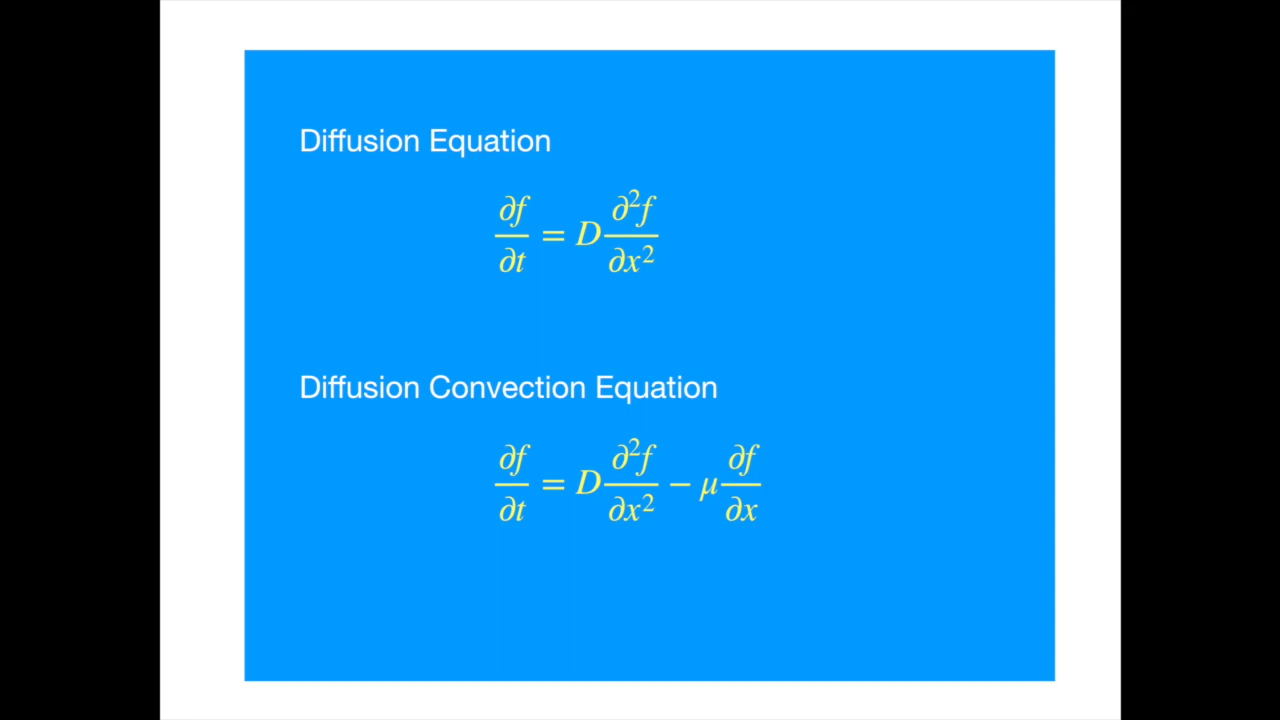 Diffusion Equation
∂f/∂t = D ∂²f/∂x²
Diffusion Convection Equation
∂f/∂t = D ∂²f/∂x² − μ ∂f/∂x